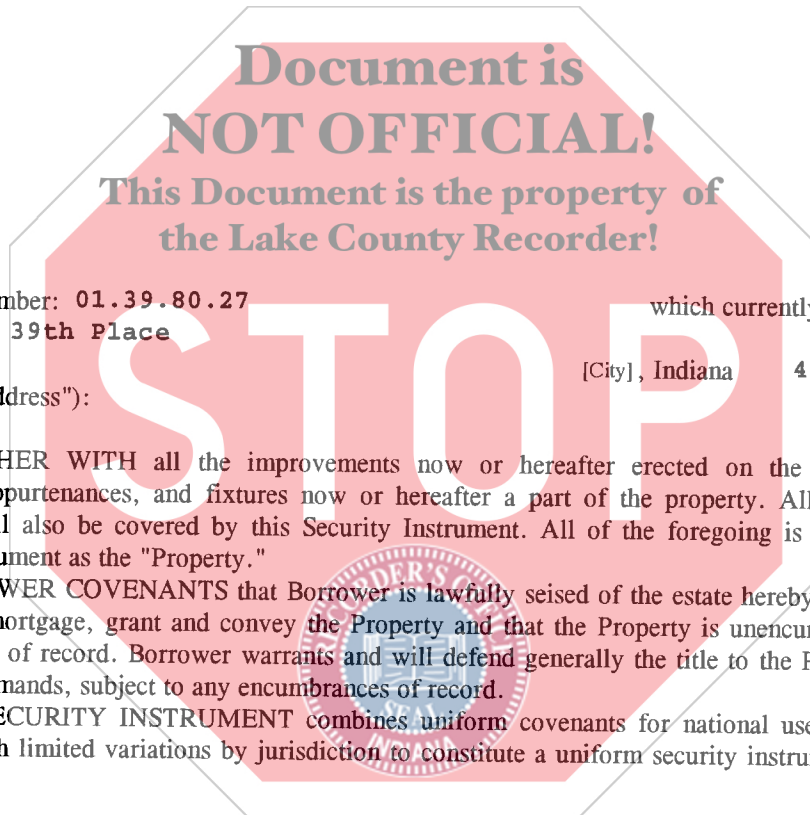 Document is
NOT OFFICIAL!
This Document is the property of
the Lake County Recorder!
mber: 01.39.80.27 which currently
39th Place
[City], Indiana 4
ddress"):
HER WITH all the improvements now or hereafter erected on the
ppurtenances, and fixtures now or hereafter a part of the property. All
l also be covered by this Security Instrument. All of the foregoing is
ument as the "Property."
WER COVENANTS that Borrower is lawfully seised of the estate hereby
ortgage, grant and convey the Property and that the Property is unencum
of record. Borrower warrants and will defend generally the title to the P
mands, subject to any encumbrances of record.
ECURITY INSTRUMENT combines uniform covenants for national use
h limited variations by jurisdiction to constitute a uniform security instru
STOP
RECORDER'S OFFICE
SEAL
INDIANA